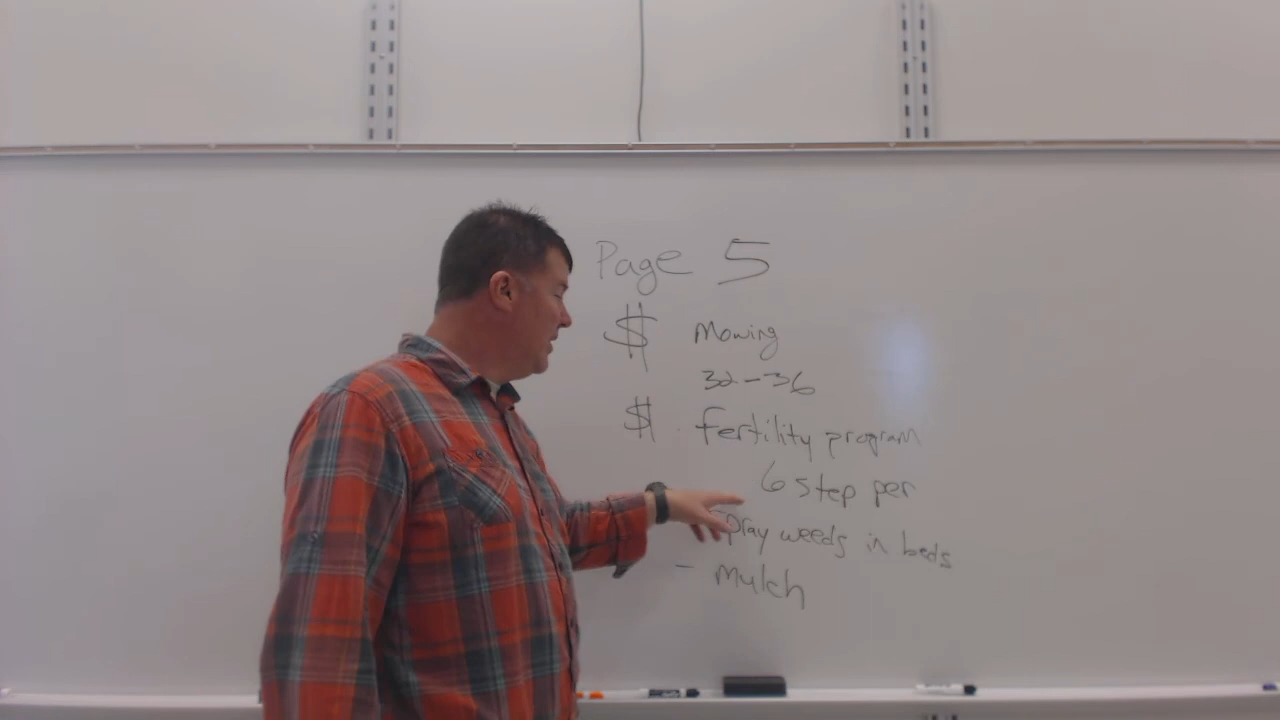 Page 5
$ Mowing
32-36
$ fertility program
6 step per
pray weeds in beds
- Mulch